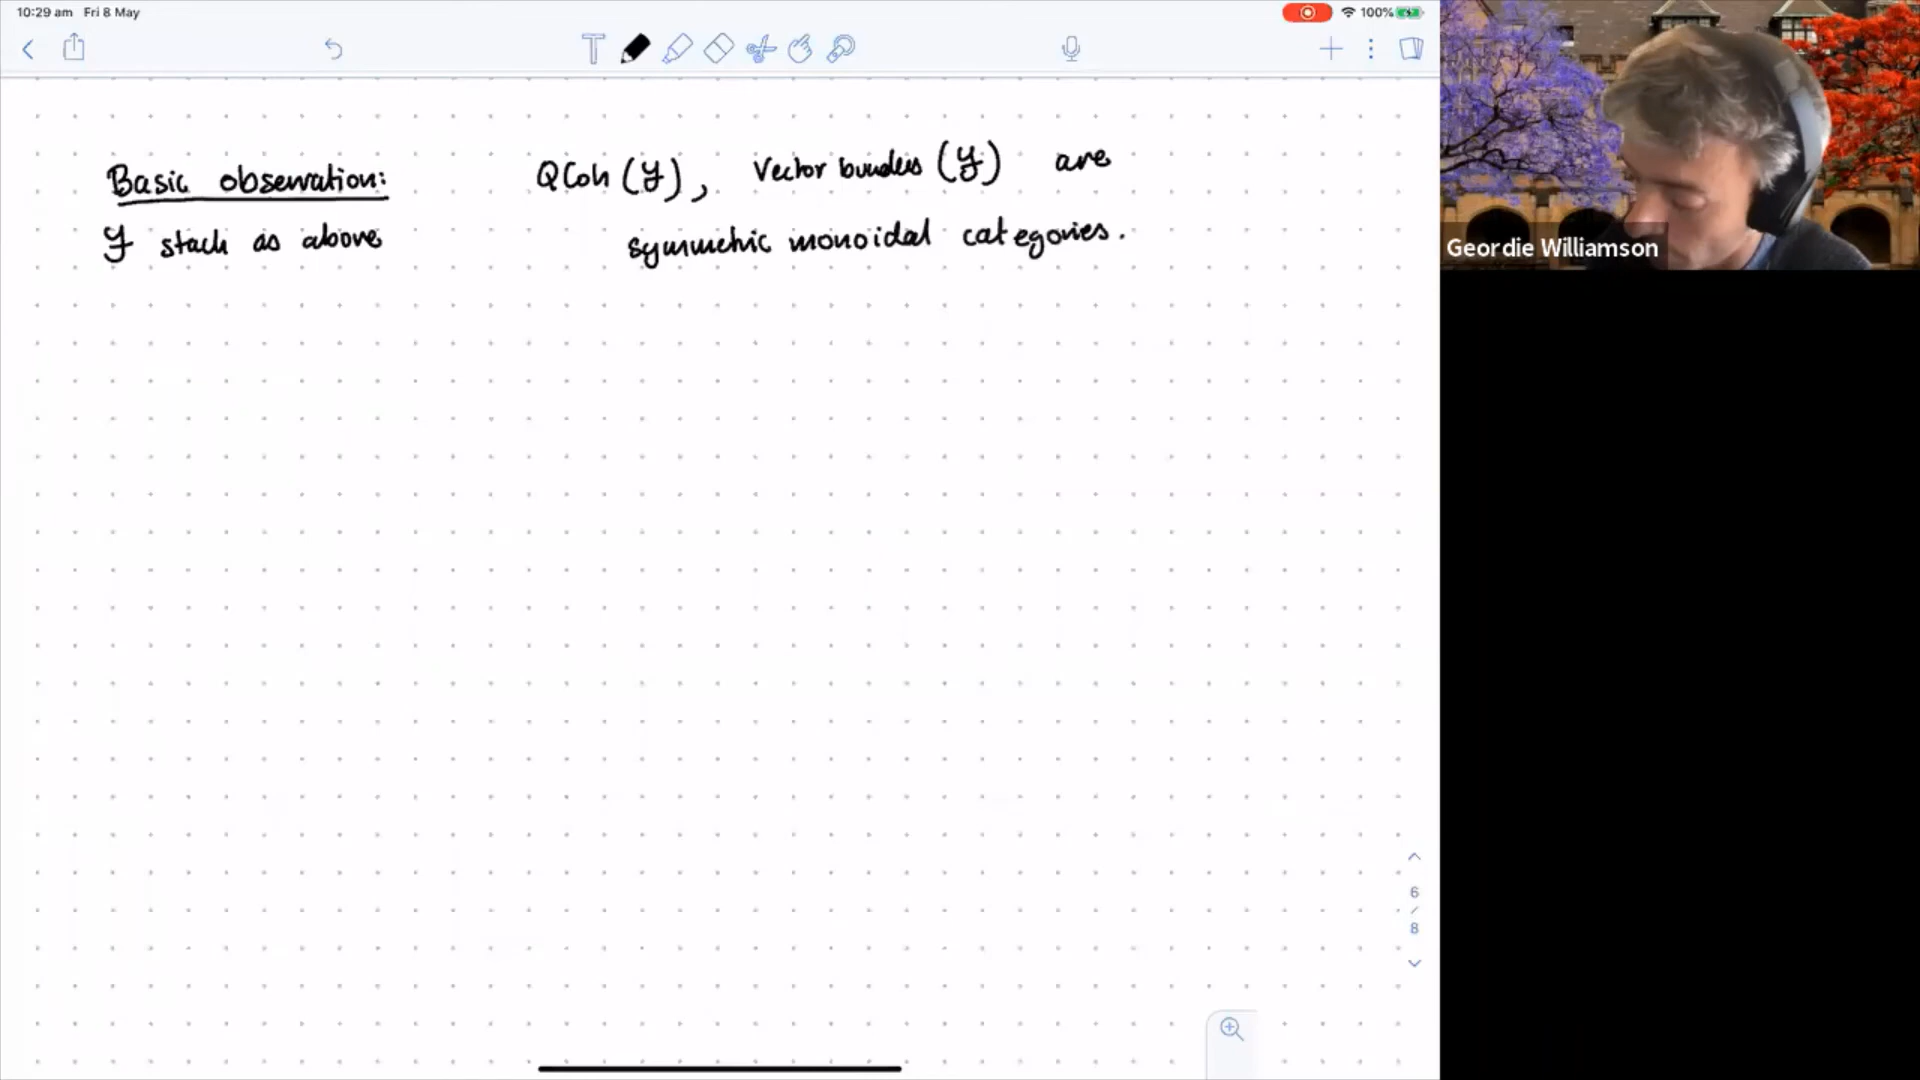 10:29 am Fri 8 May
100%
Basic observation: QCoh (Y), Vector bundles (Y) are
Y stack as above symmetric monoidal categories.
Geordie Williamson
6
/
8